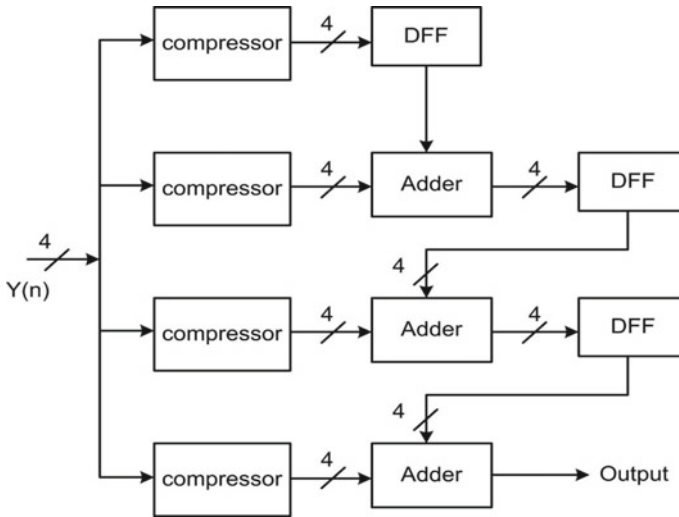 compressor
4
DFF
compressor
4
Adder
4
DFF
4
Y(n)
4
compressor
4
Adder
4
DFF
4
compressor
4
Adder
Output